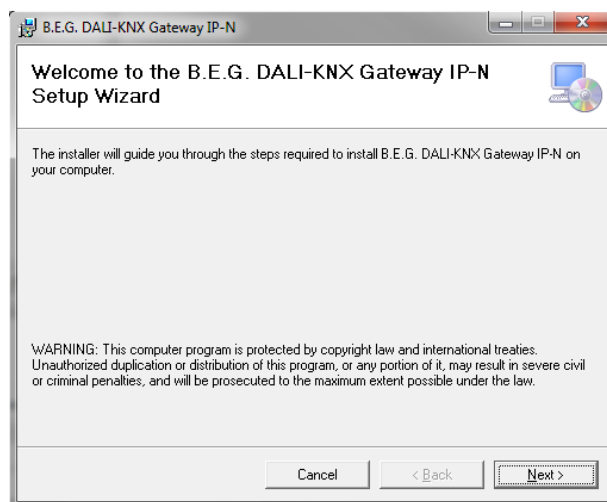 B.E.G. DALI-KNX Gateway IP-N
Welcome to the B.E.G. DALI-KNX Gateway IP-N
Setup Wizard
The installer will guide you through the steps required to install B.E.G. DALI-KNX Gateway IP-N on
your computer.
WARNING: This computer program is protected by copyright law and international treaties.
Unauthorized duplication or distribution of this program, or any portion of it, may result in severe civil
or criminal penalties, and will be prosecuted to the maximum extent possible under the law.
Cancel
< Back
Next >